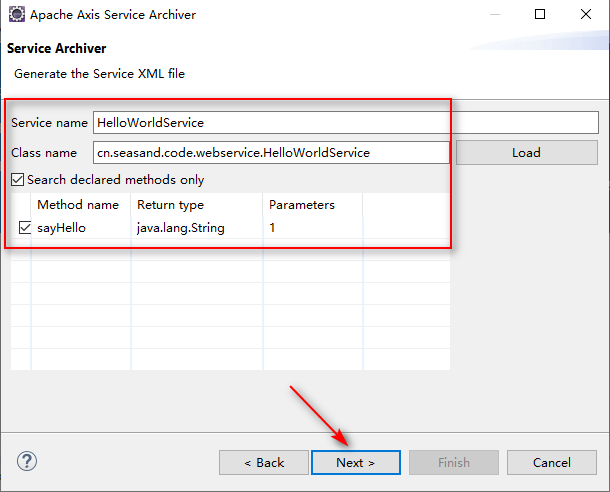 Apache Axis Service Archiver
Service Archiver
Generate the Service XML file
Service name HelloWorldService
Class name cn.seasand.code.webservice.HelloWorldService Load
Search declared methods only
Method name Return type Parameters
sayHello java.lang.String 1
? < Back Next > Finish Cancel